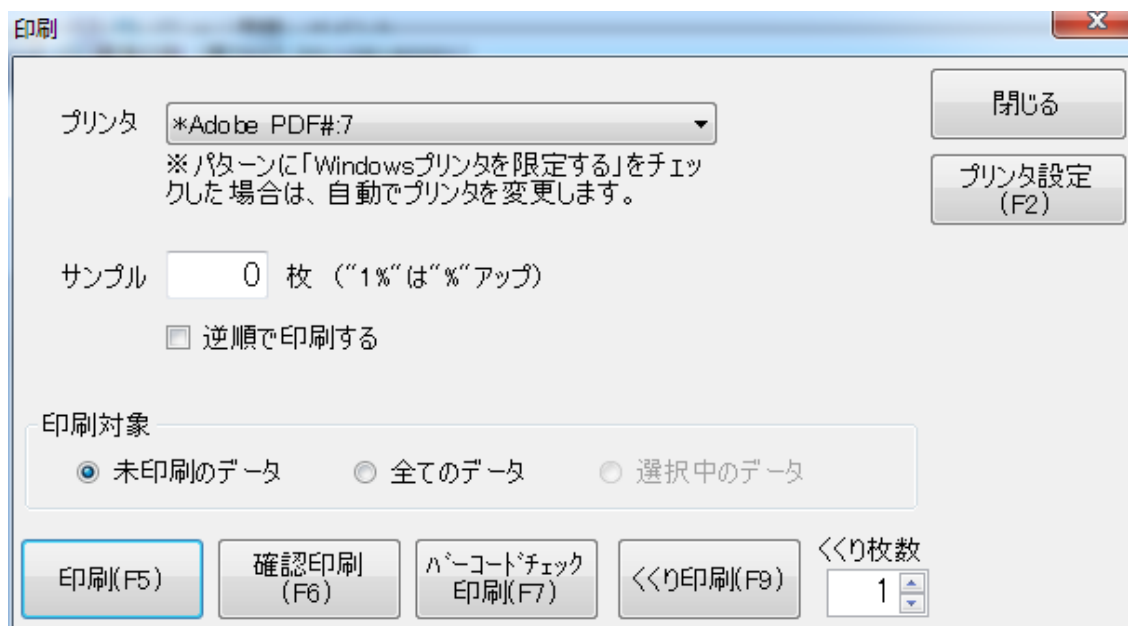 印刷
プリンタ
*Adobe PDF#:7
※パターンに「Windowsプリンタを限定する」をチェッ
クした場合は、自動でプリンタを変更します。
閉じる
プリンタ設定
(F2)
サンプル 0 枚 (“1%“は“%“アップ)
逆順で印刷する
印刷対象
未印刷のデータ 全てのデータ 選択中のデータ
印刷(F5)
確認印刷
(F6)
バーコードチェック
印刷(F7)
くくり印刷(F9)
くくり枚数
1